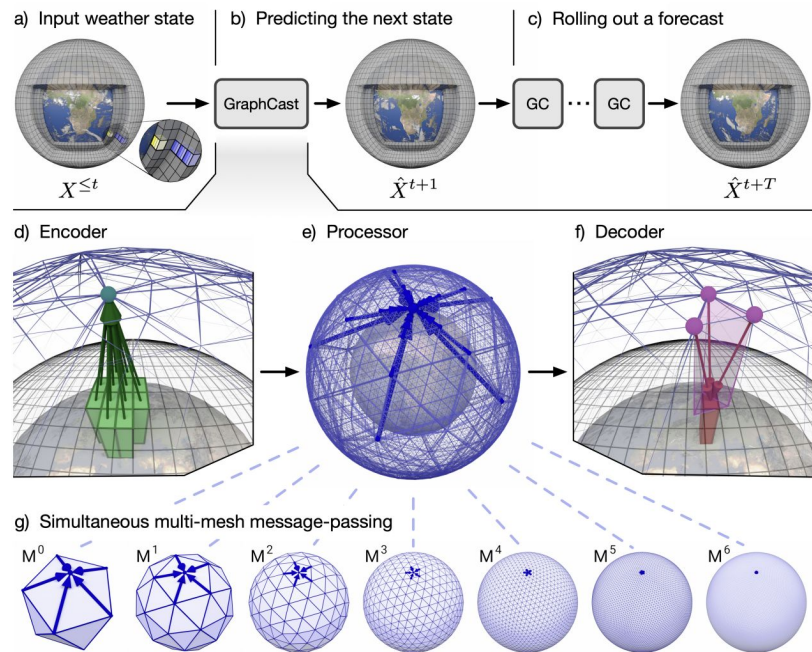 a) Input weather state
b) Predicting the next state
c) Rolling out a forecast
GraphCast
GC
...
GC
X^{≤t}
X̂^{t+1}
X̂^{t+T}
d) Encoder
e) Processor
f) Decoder
g) Simultaneous multi-mesh message-passing
M^0
M^1
M^2
M^3
M^4
M^5
M^6